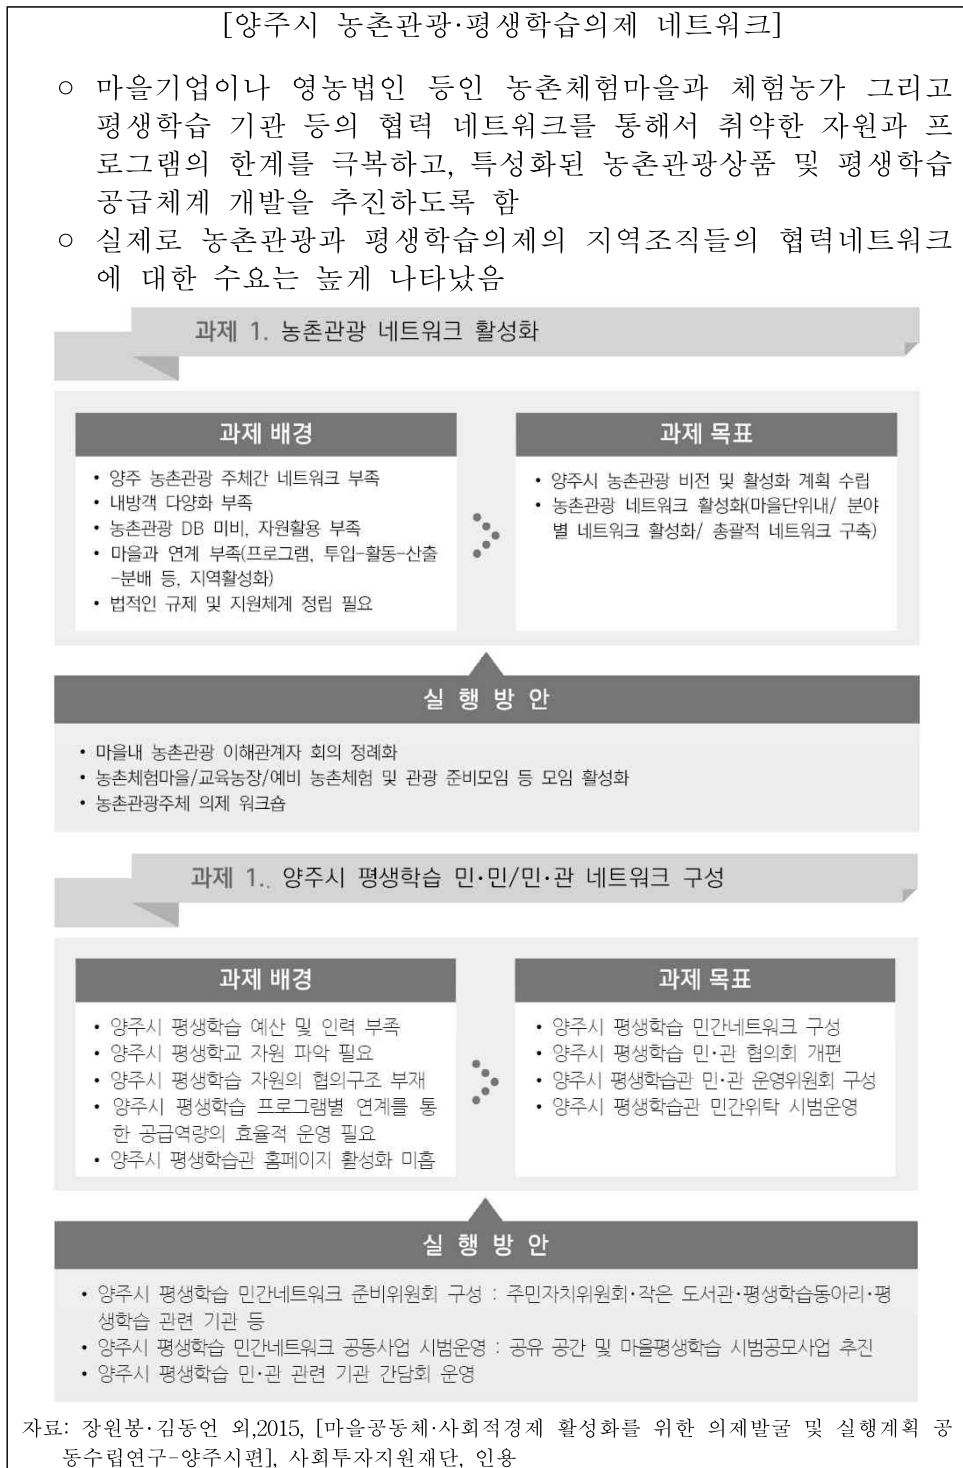 [양주시 농촌관광·평생학습의제 네트워크]
○ 마을기업이나 영농법인 등인 농촌체험마을과 체험농가 그리고
평생학습 기관 등의 협력 네트워크를 통해서 취약한 자원과 프
로그램의 한계를 극복하고, 특성화된 농촌관광상품 및 평생학습
공급체계 개발을 추진하도록 함
○ 실제로 농촌관광과 평생학습의제의 지역조직들의 협력네트워크
에 대한 수요는 높게 나타났음
과제 1. 농촌관광 네트워크 활성화
과제 배경
• 양주 농촌관광 주체간 네트워크 부족
• 내방객 다양화 부족
• 농촌관광 DB 미비, 자원활용 부족
• 마을과 연계 부족(프로그램, 투입-활동-산출
-분배 등, 지역활성화)
• 법적인 규제 및 지원체계 정립 필요
과제 목표
• 양주시 농촌관광 비전 및 활성화 계획 수립
• 농촌관광 네트워크 활성화(마을단위내/ 분야
별 네트워크 활성화/ 총괄적 네트워크 구축)
실 행 방 안
• 마을내 농촌관광 이해관계자 회의 정례화
• 농촌체험마을/교육농장/예비 농촌체험 및 관광 준비모임 등 모임 활성화
• 농촌관광주체 의제 워크숍
과제 1.. 양주시 평생학습 민·민/민·관 네트워크 구성
과제 배경
• 양주시 평생학습 예산 및 인력 부족
• 양주시 평생학교 자원 파악 필요
• 양주시 평생학습 자원의 협의구조 부재
• 양주시 평생학습 프로그램별 연계를 통
한 공급역량의 효율적 운영 필요
• 양주시 평생학습관 홈페이지 활성화 미흡
과제 목표
• 양주시 평생학습 민간네트워크 구성
• 양주시 평생학습 민·관 협의회 개편
• 양주시 평생학습관 민·관 운영위원회 구성
• 양주시 평생학습관 민간위탁 시범운영
실 행 방 안
• 양주시 평생학습 민간네트워크 준비위원회 구성 : 주민자치위원회·작은 도서관·평생학습동아리·평
생학습 관련 기관 등
• 양주시 평생학습 민간네트워크 공동사업 시범운영 : 공유 공간 및 마을평생학습 시범공모사업 추진
• 양주시 평생학습 민·관 관련 기관 간담회 운영
자료: 장원봉·김동언 외,2015, [마을공동체·사회적경제 활성화를 위한 의제발굴 및 실행계획 공
동수립연구-양주시편], 사회투자지원재단, 인용